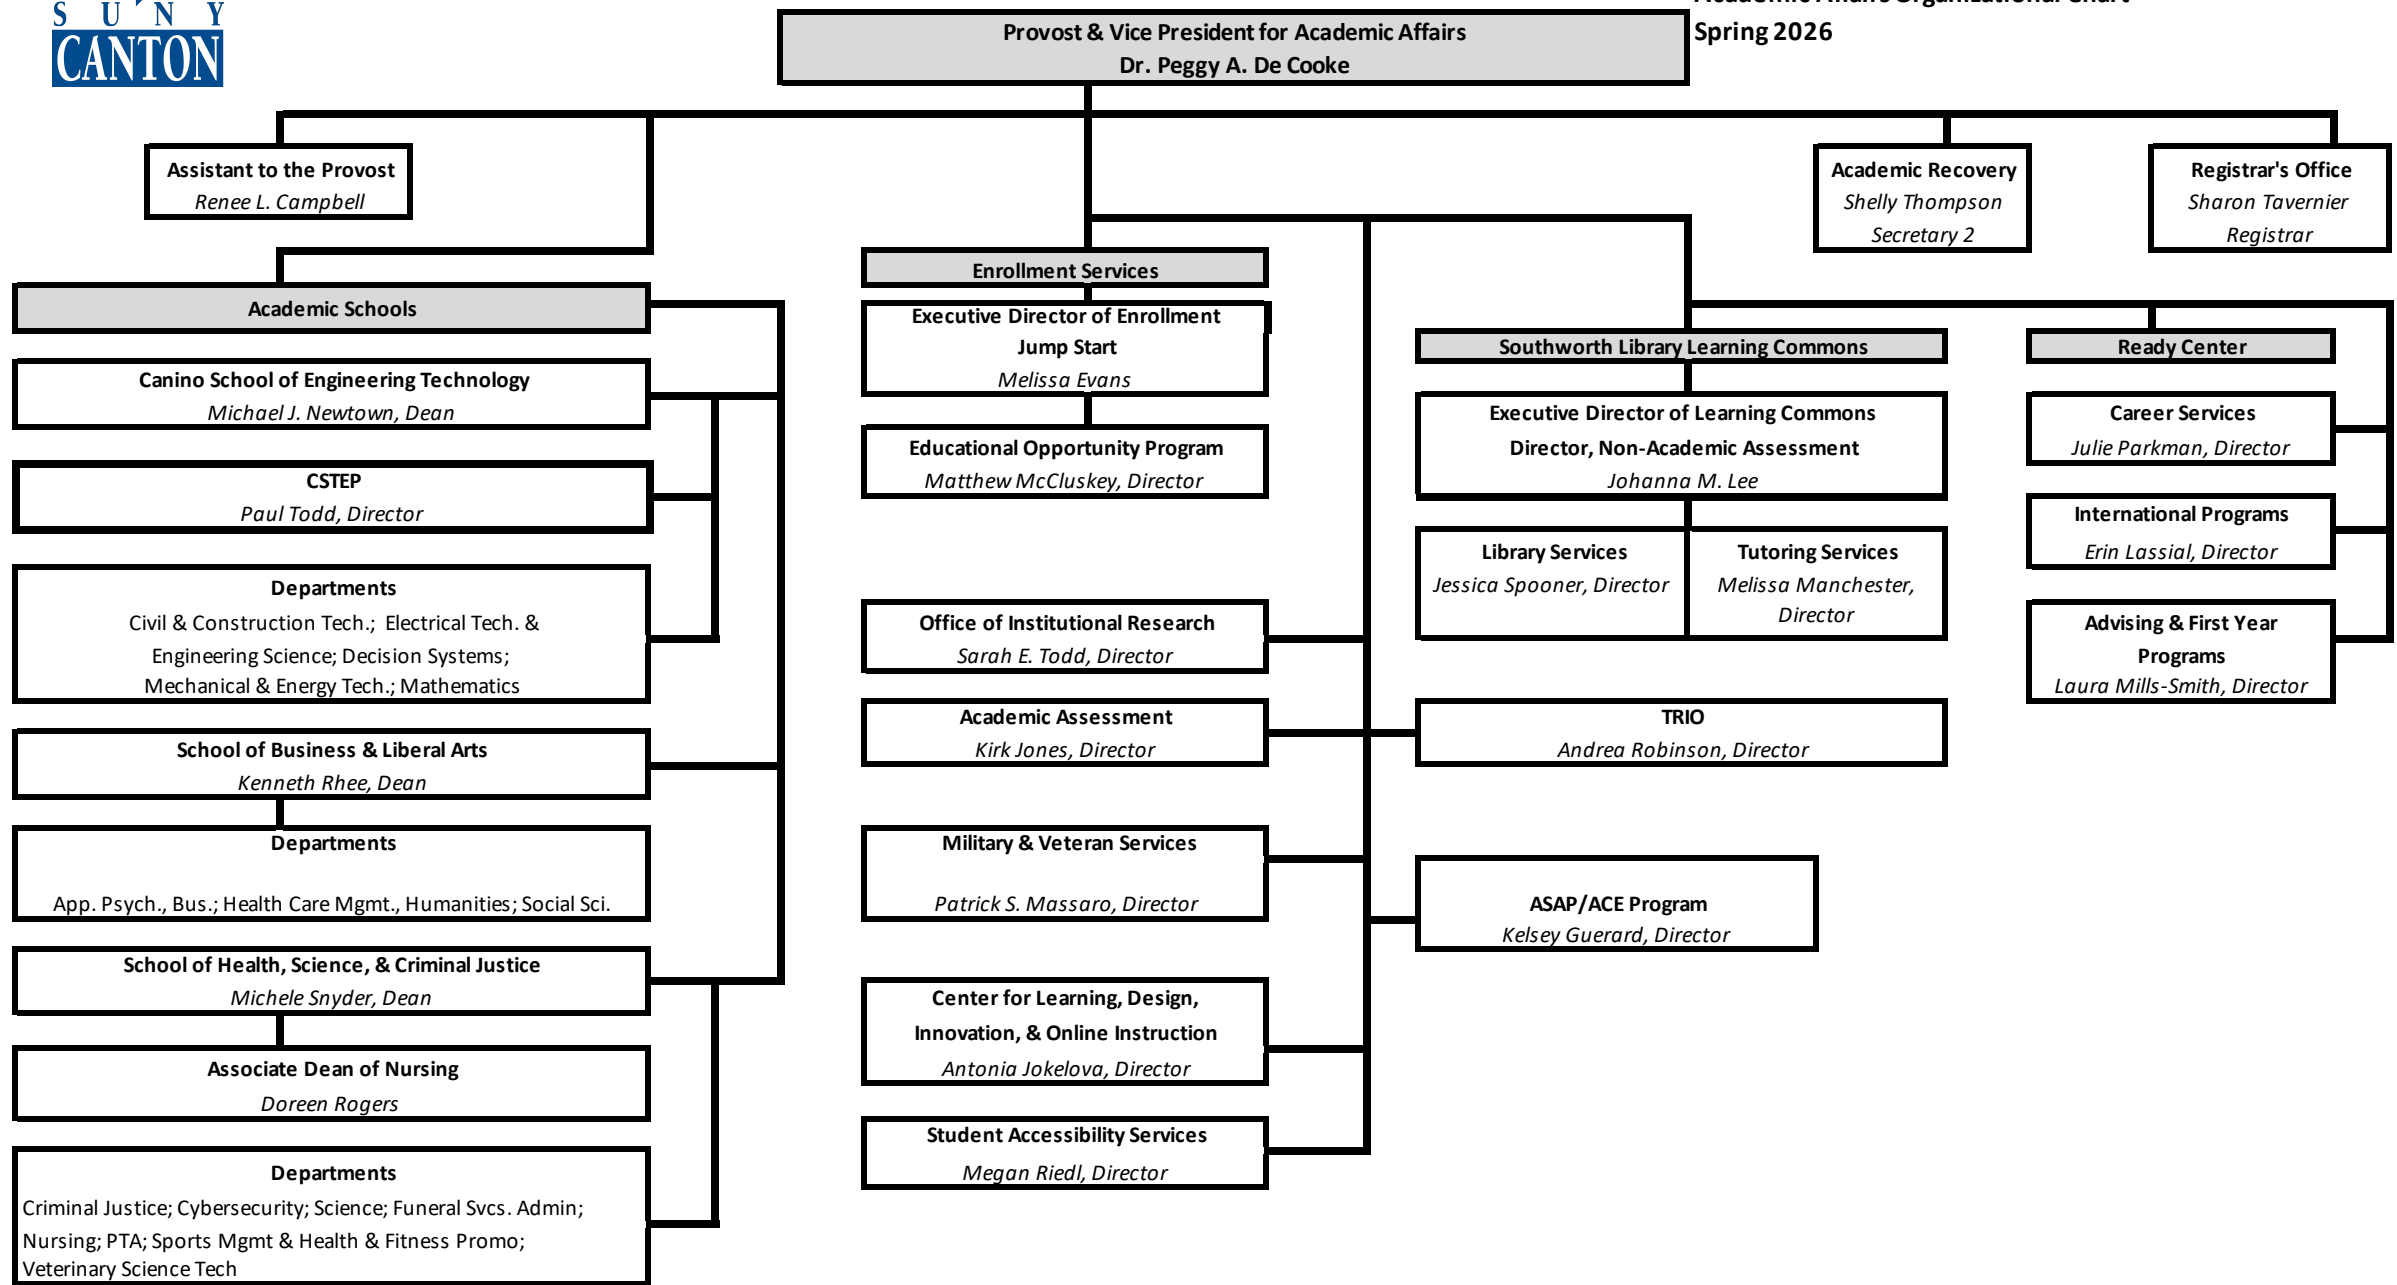 SUNY
CANTON
Academic Affairs Organizational Chart
Spring 2026
Provost & Vice President for Academic Affairs
Dr. Peggy A. De Cooke
Assistant to the Provost
Renee L. Campbell
Academic Recovery
Shelly Thompson
Secretary 2
Registrar's Office
Sharon Tavernier
Registrar
Academic Schools
Canino School of Engineering Technology
Michael J. Newtown, Dean
CSTEP
Paul Todd, Director
Departments
Civil & Construction Tech.; Electrical Tech. &
Engineering Science; Decision Systems;
Mechanical & Energy Tech.; Mathematics
School of Business & Liberal Arts
Kenneth Rhee, Dean
Departments
App. Psych., Bus.; Health Care Mgmt., Humanities; Social Sci.
School of Health, Science, & Criminal Justice
Michele Snyder, Dean
Associate Dean of Nursing
Doreen Rogers
Departments
Criminal Justice; Cybersecurity; Science; Funeral Svcs. Admin;
Nursing; PTA; Sports Mgmt & Health & Fitness Promo;
Veterinary Science Tech
Enrollment Services
Executive Director of Enrollment
Jump Start
Melissa Evans
Educational Opportunity Program
Matthew McCluskey, Director
Office of Institutional Research
Sarah E. Todd, Director
Academic Assessment
Kirk Jones, Director
Military & Veteran Services
Patrick S. Massaro, Director
Center for Learning, Design,
Innovation, & Online Instruction
Antonia Jokelova, Director
Student Accessibility Services
Megan Riedl, Director
Southworth Library Learning Commons
Executive Director of Learning Commons
Director, Non-Academic Assessment
Johanna M. Lee
Library Services
Jessica Spooner, Director
Tutoring Services
Melissa Manchester,
Director
TRIO
Andrea Robinson, Director
ASAP/ACE Program
Kelsey Guerard, Director
Ready Center
Career Services
Julie Parkman, Director
International Programs
Erin Lassial, Director
Advising & First Year
Programs
Laura Mills-Smith, Director